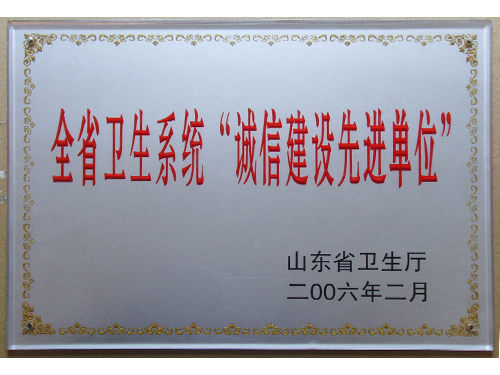 全省卫生系统“诚信建设先进单位”
山东省卫生厅
二00六年二月